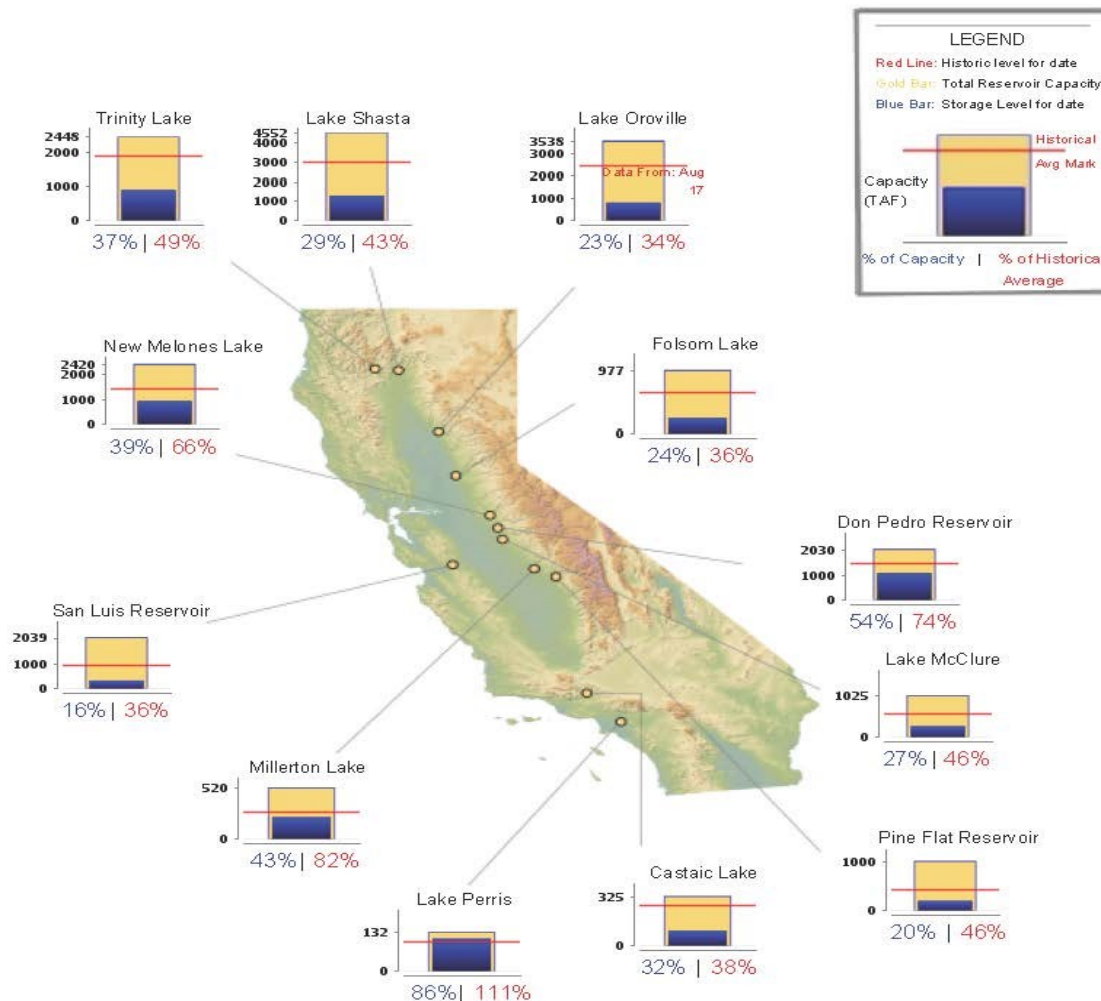 LEGEND
Red Line: Historic level for date
Gold Bar: Total Reservoir Capacity
Blue Bar: Storage Level for date
Historical
Avg Mark
Capacity
(TAF)
% of Capacity | % of Historica
Average
Trinity Lake
2448
2000
1000
0
37% | 49%
Lake Shasta
4552
4000
3000
2000
1000
0
29% | 43%
Lake Oroville
3538
3000
2000
1000
0
Data From: Aug
17
23% | 34%
New Melones Lake
2420
2000
1000
0
39% | 66%
Folsom Lake
977
0
24% | 36%
Don Pedro Reservoir
2030
1000
0
54% | 74%
San Luis Reservoir
2039
1000
0
16% | 36%
Lake McClure
1025
0
27% | 46%
Millerton Lake
520
0
43% | 82%
Pine Flat Reservoir
1000
0
20% | 46%
Castaic Lake
325
0
32% | 38%
Lake Perris
132
0
86% | 111%